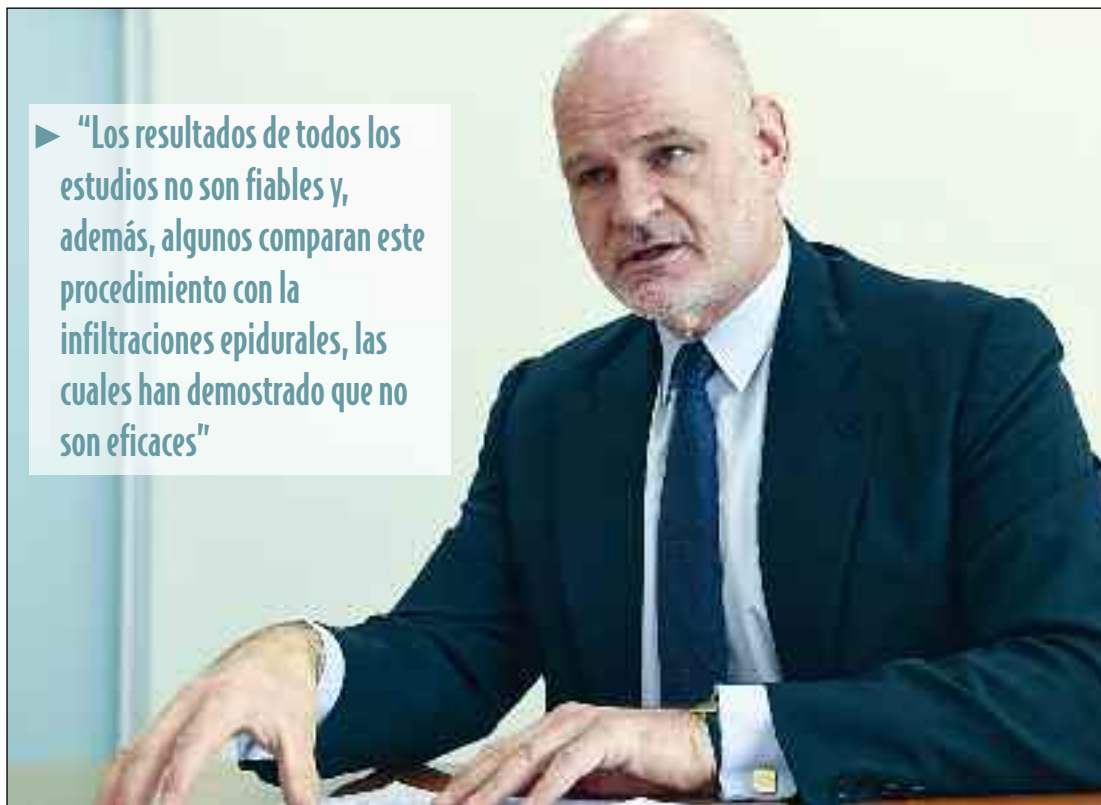 ► “Los resultados de todos los
estudios no son fiables y,
además, algunos comparan este
procedimiento con la
infiltraciones epidurales, las
cuales han demostrado que no
son eficaces”